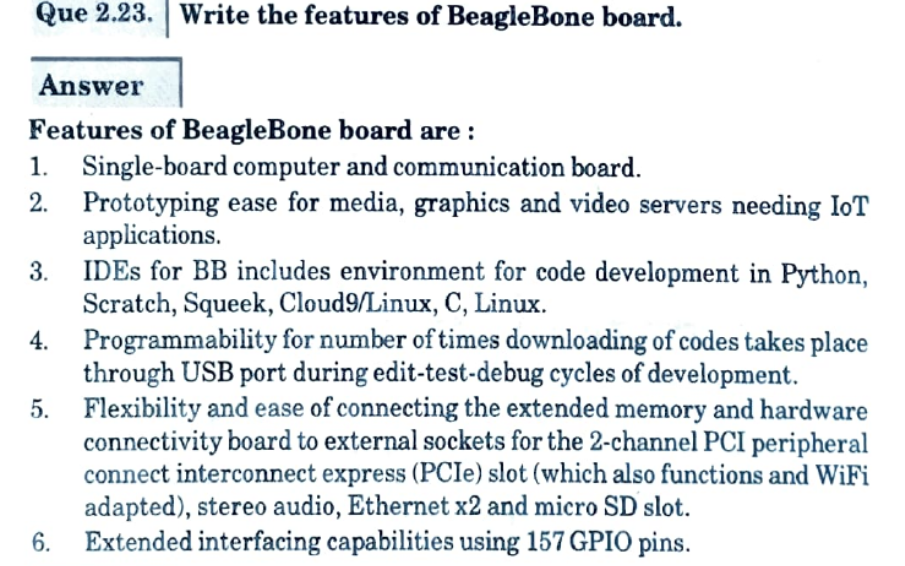 Que 2.23. Write the features of BeagleBone board.
Answer
Features of BeagleBone board are :
1. Single-board computer and communication board.
2. Prototyping ease for media, graphics and video servers needing IoT
applications.
3. IDEs for BB includes environment for code development in Python,
Scratch, Squeek, Cloud9/Linux, C, Linux.
4. Programmability for number of times downloading of codes takes place
through USB port during edit-test-debug cycles of development.
5. Flexibility and ease of connecting the extended memory and hardware
connectivity board to external sockets for the 2-channel PCI peripheral
connect interconnect express (PCIe) slot (which also functions and WiFi
adapted), stereo audio, Ethernet x2 and micro SD slot.
6. Extended interfacing capabilities using 157 GPIO pins.